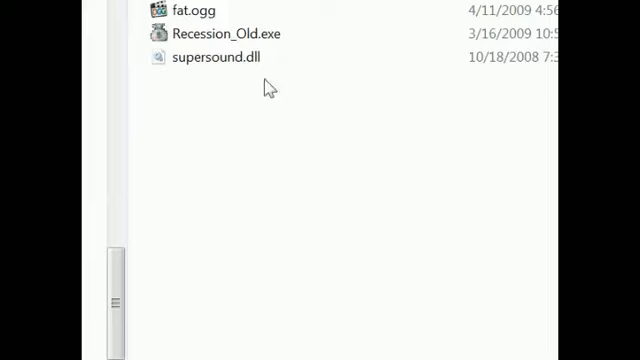 fat.ogg 4/11/2009 4:56
Recession_Old.exe 3/16/2009 10:5
supersound.dll 10/18/2008 7:3